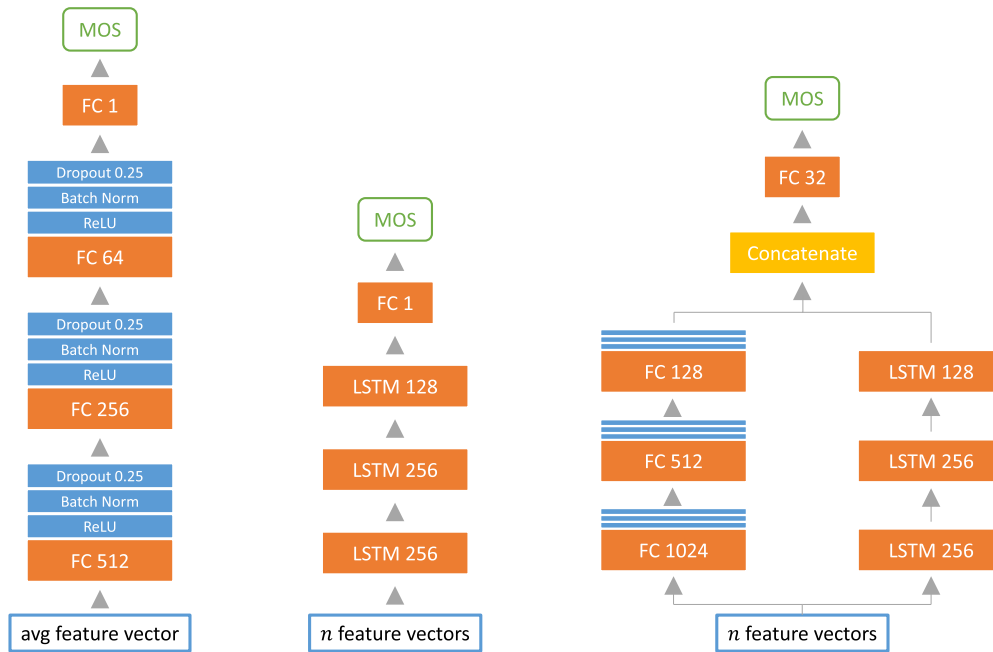 MOS
FC 1
Dropout 0.25
Batch Norm
ReLU
FC 64
Dropout 0.25
Batch Norm
ReLU
FC 256
Dropout 0.25
Batch Norm
ReLU
FC 512
avg feature vector
MOS
FC 1
LSTM 128
LSTM 256
LSTM 256
n feature vectors
MOS
FC 32
Concatenate
FC 128
FC 512
FC 1024
LSTM 128
LSTM 256
LSTM 256
n feature vectors